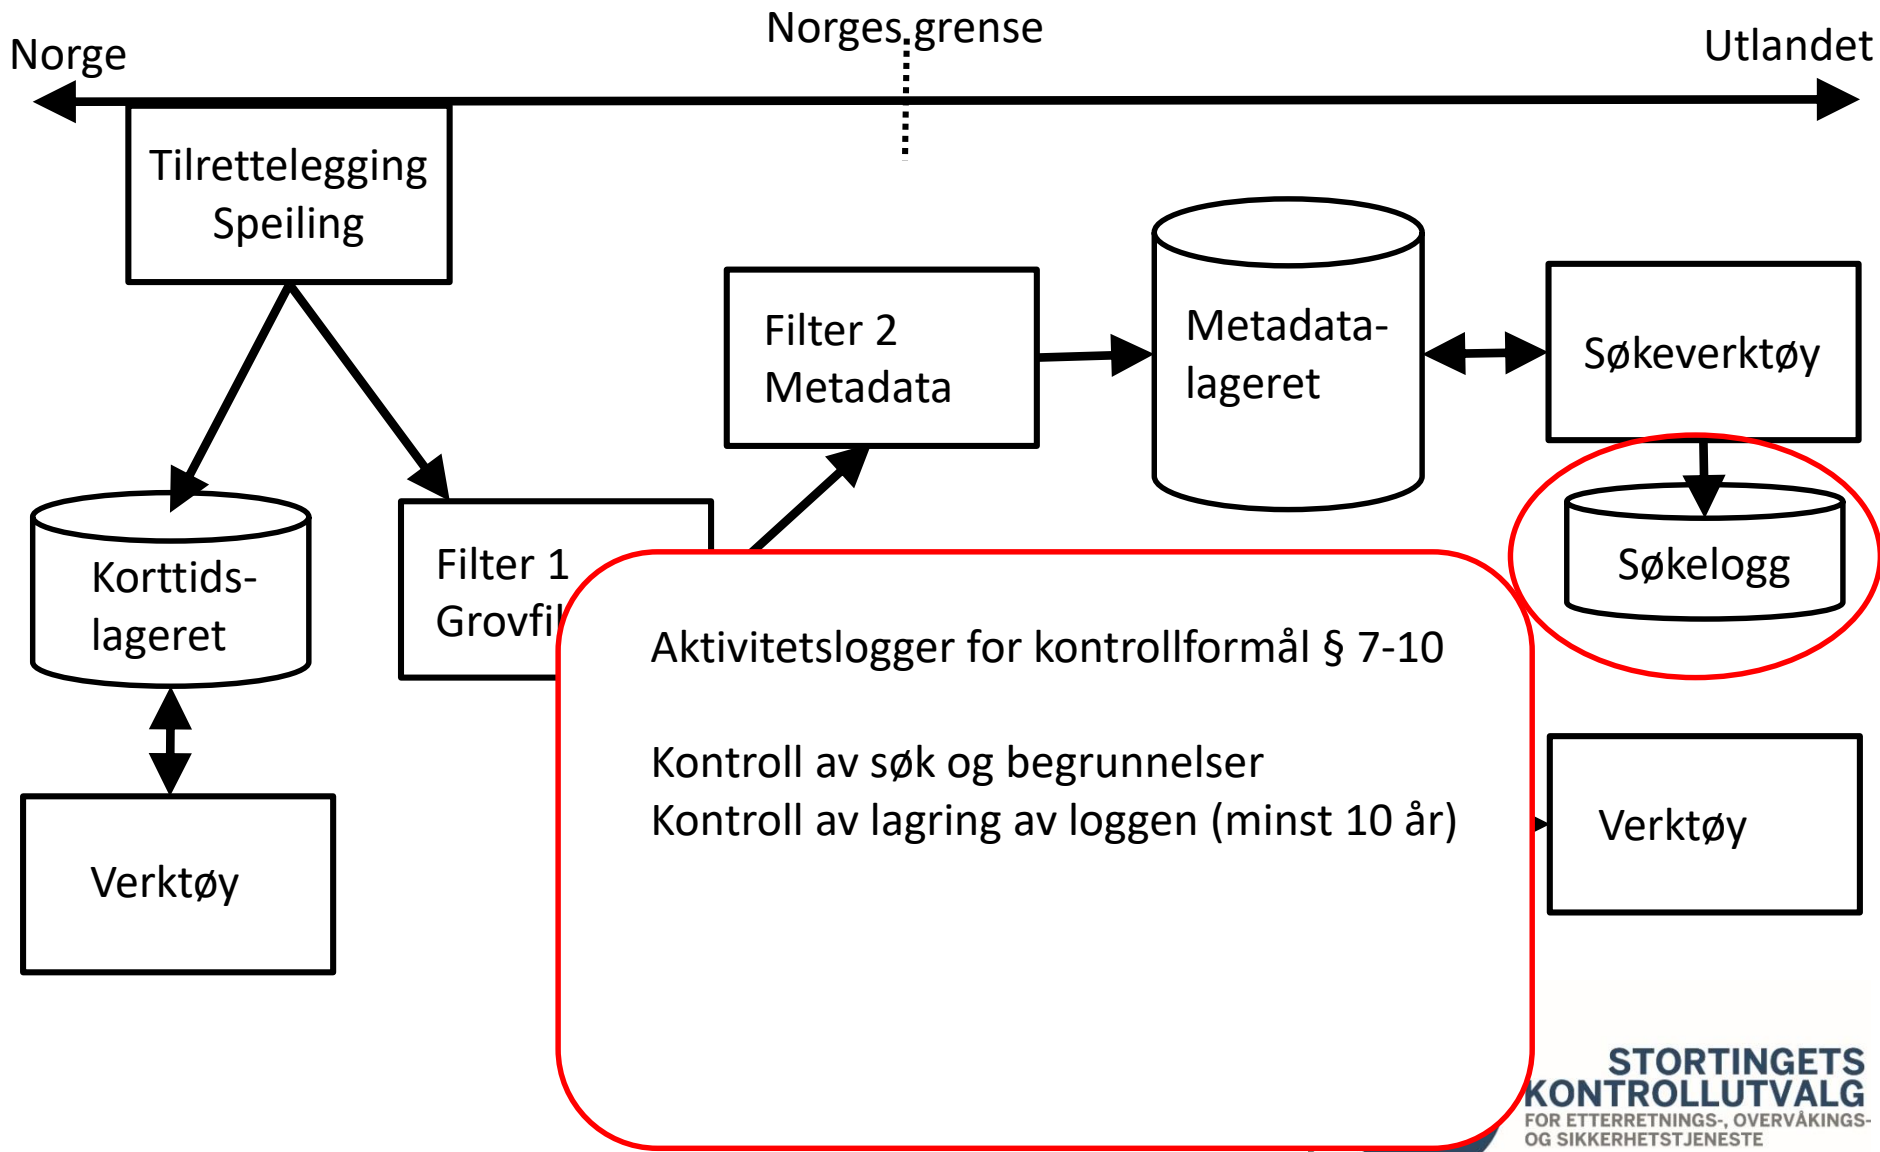 Norge
Norges grense
Utlandet
Tilrettelegging
Speiling
Filter 2
Metadata
Metadata-
lageret
Søkeverktøy
Søkelogg
Korttids-
lageret
Filter 1
Grovfil
Aktivitetslogger for kontrollformål § 7-10
Kontroll av søk og begrunnelser
Kontroll av lagring av loggen (minst 10 år)
Verktøy
Verktøy
STORTINGETS
KONTROLLUTVALG
FOR ETTERRETNINGS-, OVERVÅKINGS-
OG SIKKERHETSTJENESTE